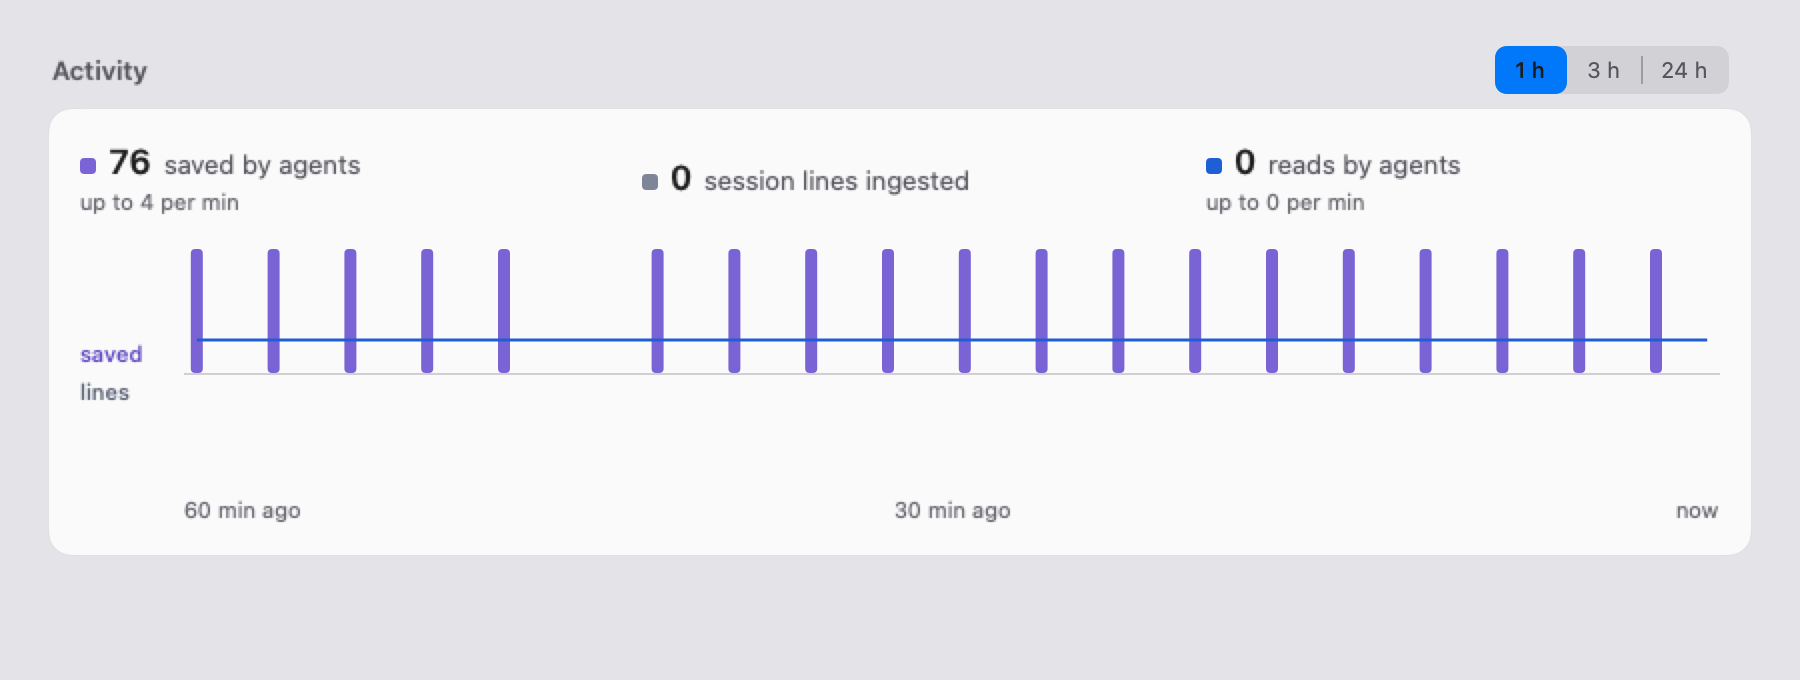 Activity
1 h
3 h
24 h
76 saved by agents
up to 4 per min
0 session lines ingested
0 reads by agents
up to 0 per min
saved
lines
60 min ago
30 min ago
now